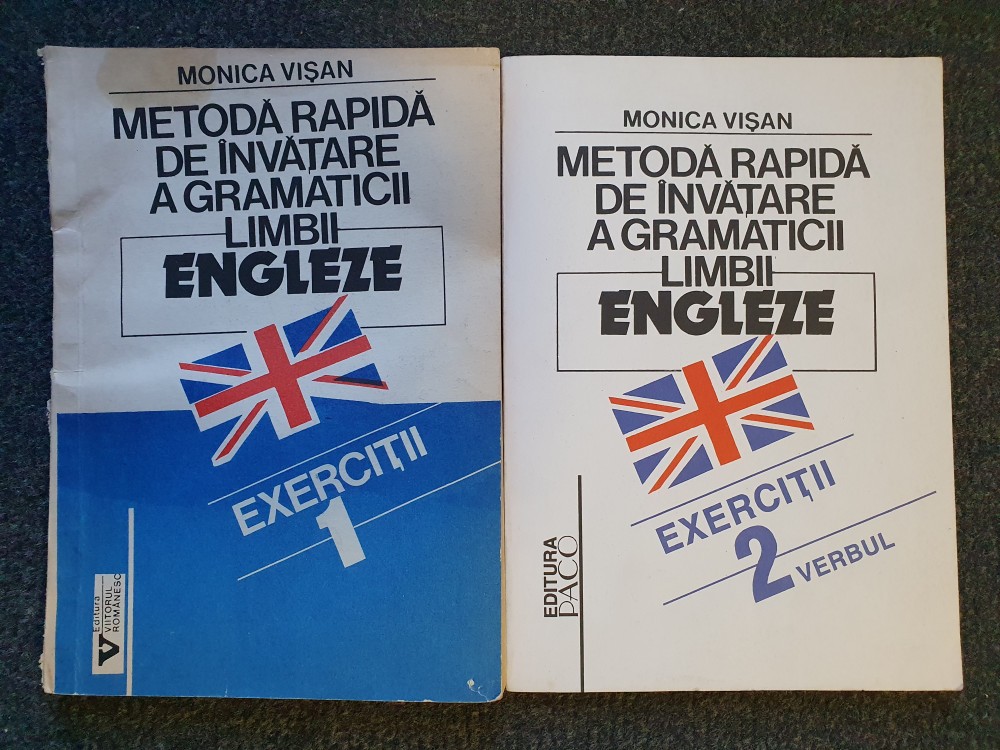 MONICA VIȘAN
METODĂ RAPIDĂ
DE ÎNVĂȚARE
A GRAMATICII
LIMBII
ENGLEZE
EXERCIȚII
1
Editura
VIITORUL
ROMÂNESC
V
MONICA VIȘAN
METODĂ RAPIDĂ
DE ÎNVĂȚARE
A GRAMATICII
LIMBII
ENGLEZE
EXERCIȚII
2 VERBUL
EDITURA
PACO